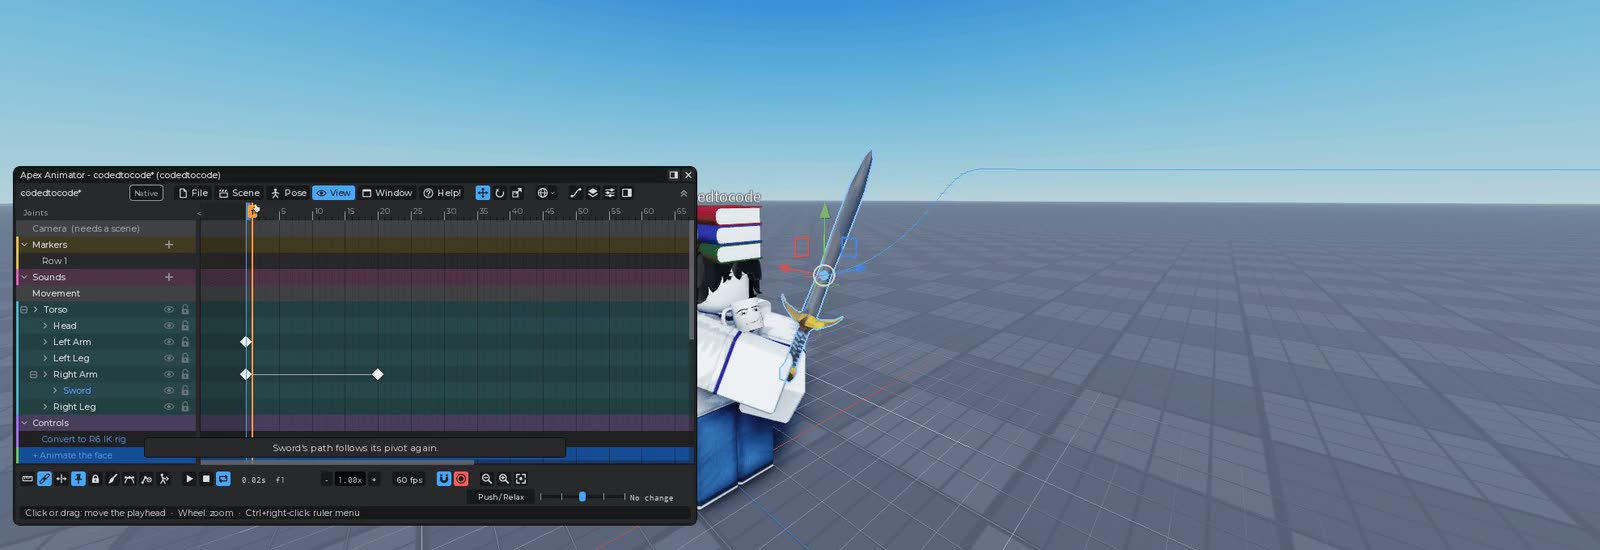 Apex Animator - codedtocode* (codedtocode)
codedtocode* Native File Scene Pose View Window Help!
edtocode
Joints 5 10 15 20 25 30 35 40 45 50 55 60 65
Camera (needs a scene)
Markers
Row 1
Sounds
Movement
Torso
Head
Left Arm
Left Leg
Right Arm
Sword
Right Leg
Controls
Convert to R6 IK rig
Sword's path follows its pivot again.
+ Animate the face
0.02s f1 - 1.00x + 60 fps
Push/Relax No change
Click or drag: move the playhead · Wheel: zoom · Ctrl+right-click: ruler menu